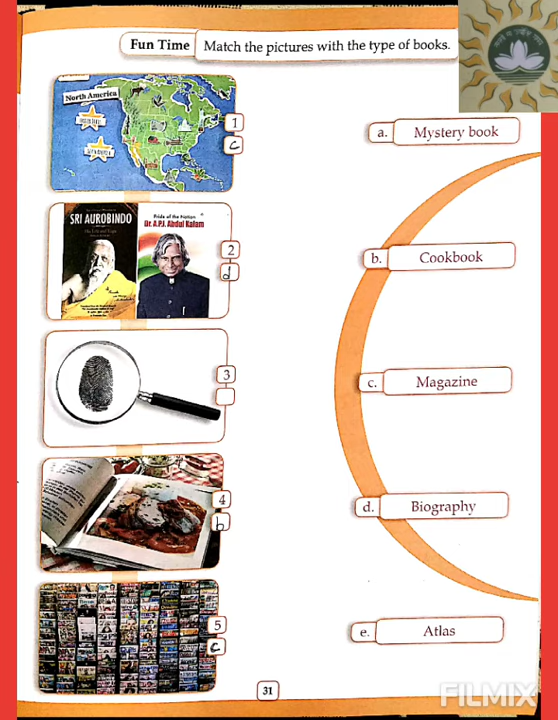 Fun Time Match the pictures with the type of books.
North America
1
c
a. Mystery book
SRI AUROBINDO
Pride of the Nation
Dr. A.P.J. Abdul Kalam
2
d
b. Cookbook
3
c. Magazine
4
b
d. Biography
5
c
e. Atlas
31
FILMIX